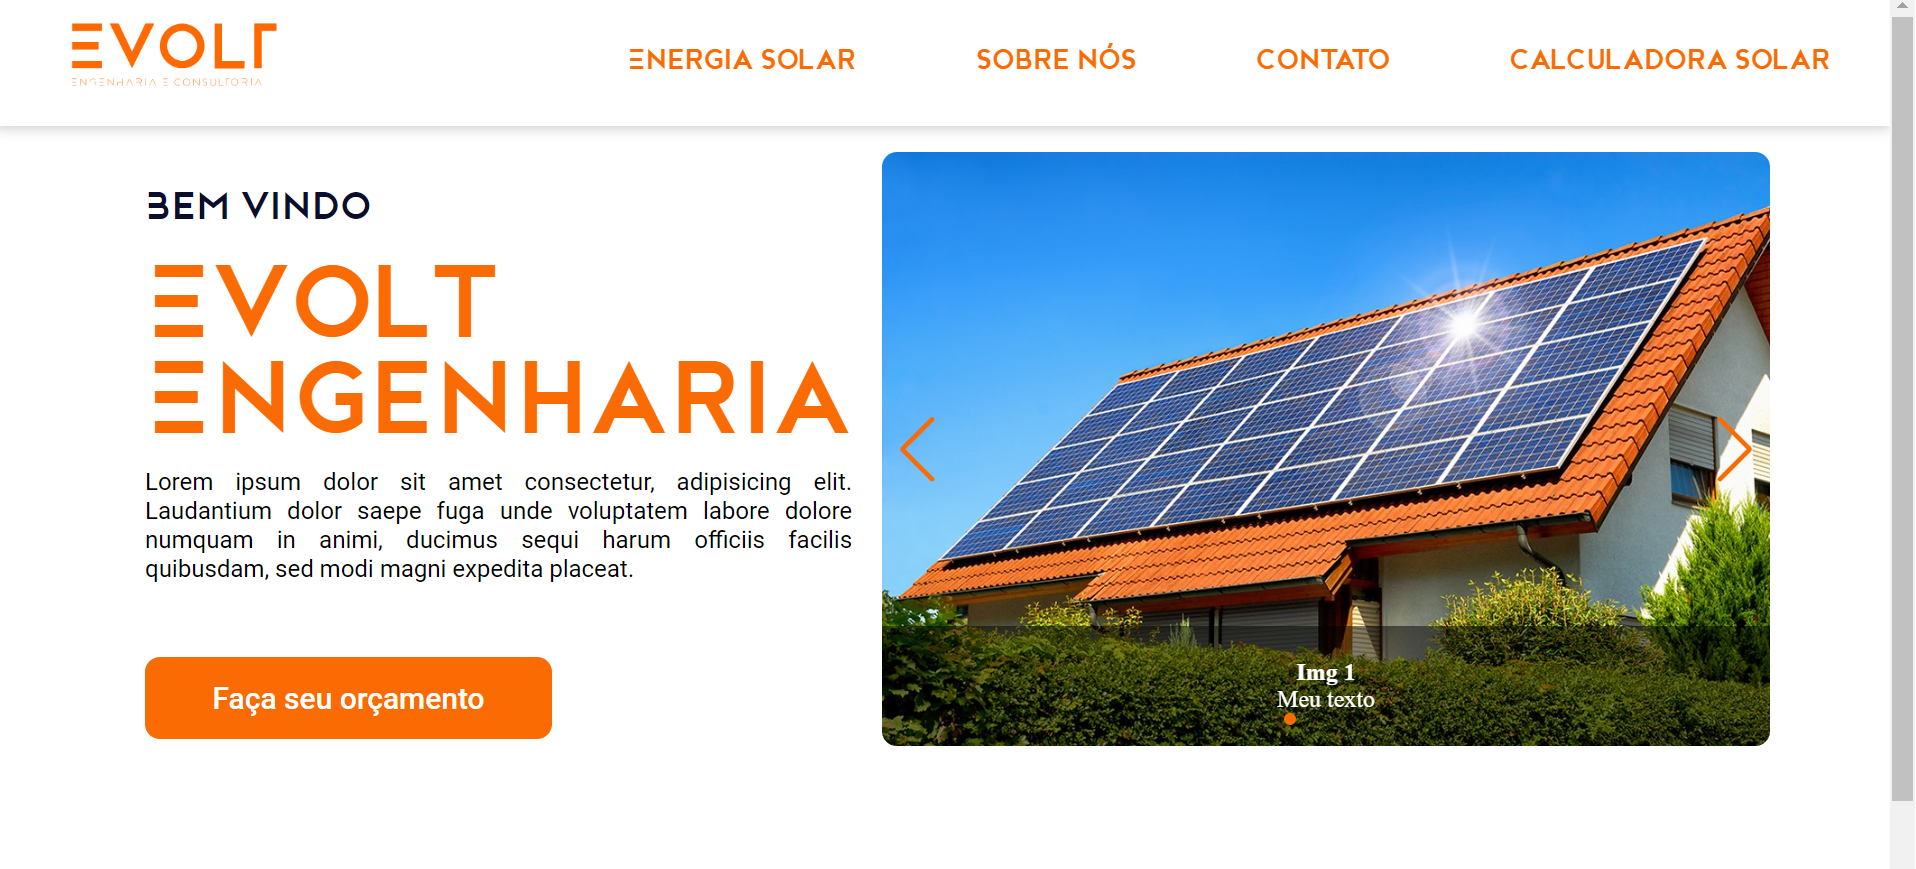 EVOLT
ENGENHARIA E CONSULTORIA
ENERGIA SOLAR
SOBRE NÓS
CONTATO
CALCULADORA SOLAR
BEM VINDO
EVOLT
ENGENHARIA
Lorem ipsum dolor sit amet consectetur, adipisicing elit.
Laudantium dolor saepe fuga unde voluptatem labore dolore
numquam in animi, ducimus sequi harum officiis facilis
quibusdam, sed modi magni expedita placeat.
Faça seu orçamento
Img 1
Meu texto